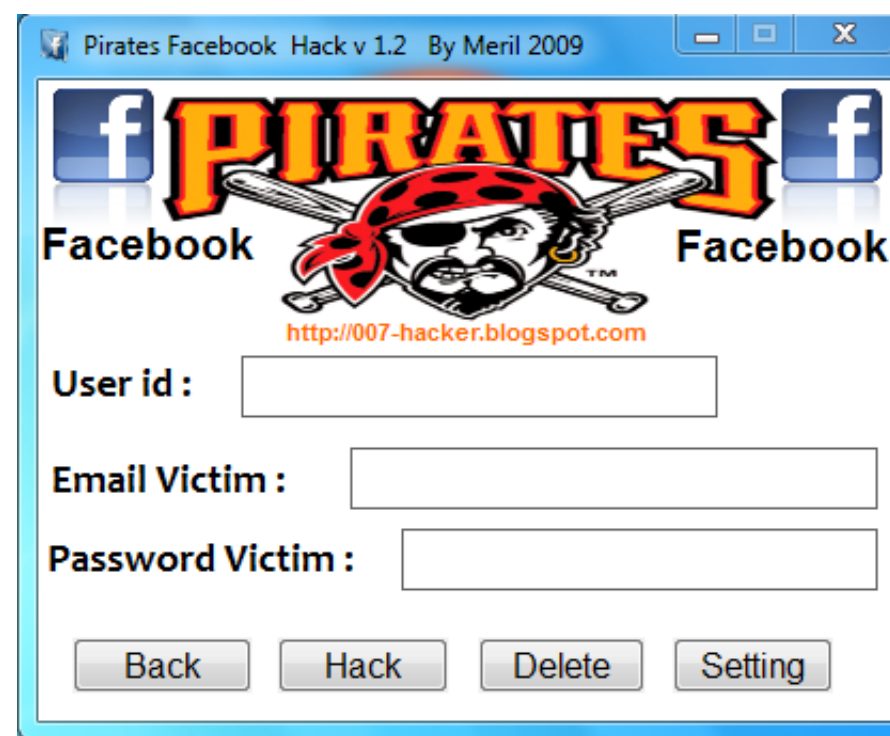 Pirates Facebook Hack v 1.2 By Meril 2009
f PIRATES f
Facebook Facebook
TM
http://007-hacker.blogspot.com
User id :
Email Victim :
Password Victim :
Back Hack Delete Setting